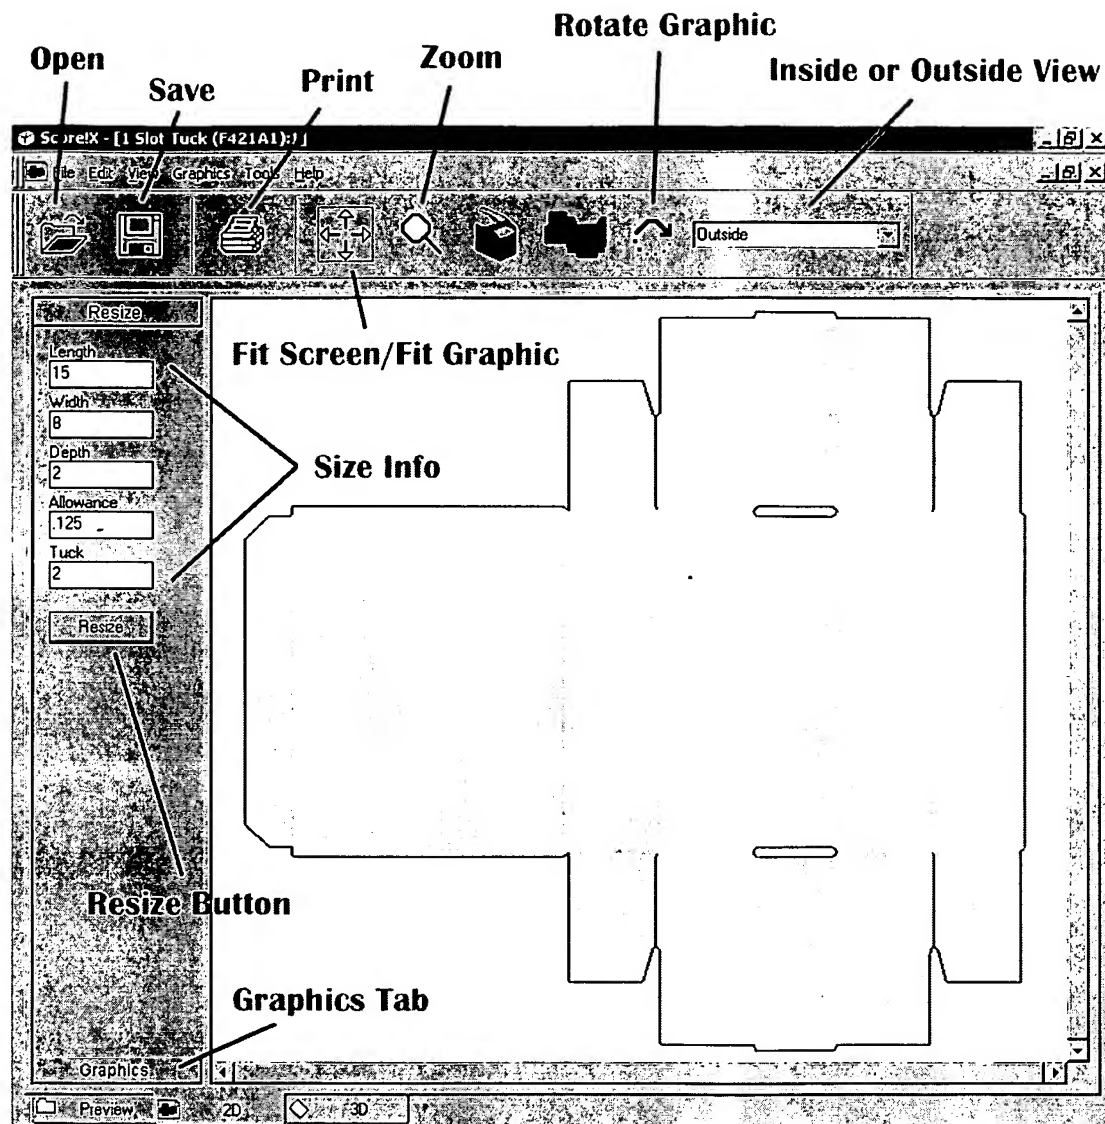 Rotate Graphic
Open
Zoom
Inside or Outside View
Save
Print
Score!X - [1 Slot Tuck (F421A1):1]
File Edit View Graphics Tools Help
Outside
Resize
Length
15
Fit Screen/Fit Graphic
Width
8
Depth
2
Size Info
Allowance
.125
Tuck
2
Resize
Resize Button
Graphics Tab
Graphics
Preview 2D 3D